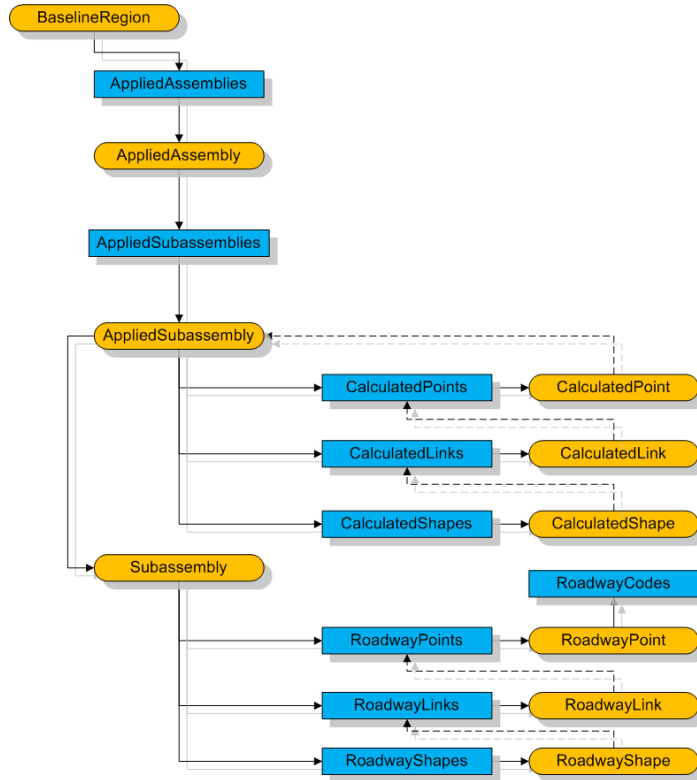 BaselineRegion
AppliedAssemblies
AppliedAssembly
AppliedSubassemblies
AppliedSubassembly
CalculatedPoints
CalculatedPoint
CalculatedLinks
CalculatedLink
CalculatedShapes
CalculatedShape
Subassembly
RoadwayCodes
RoadwayPoints
RoadwayPoint
RoadwayLinks
RoadwayLink
RoadwayShapes
RoadwayShape